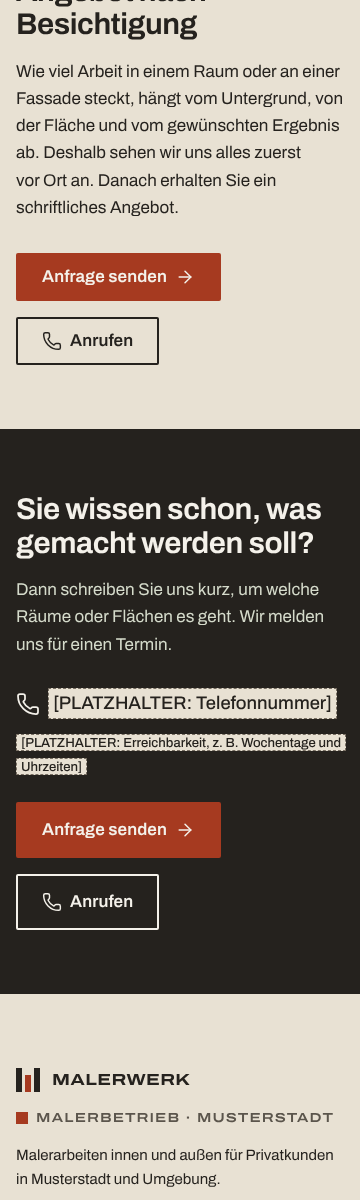 Angebot nach
Besichtigung
Wie viel Arbeit in einem Raum oder an einer
Fassade steckt, hängt vom Untergrund, von
der Fläche und vom gewünschten Ergebnis
ab. Deshalb sehen wir uns alles zuerst
vor Ort an. Danach erhalten Sie ein
schriftliches Angebot.
Anfrage senden
Anrufen
Sie wissen schon, was
gemacht werden soll?
Dann schreiben Sie uns kurz, um welche
Räume oder Flächen es geht. Wir melden
uns für einen Termin.
[PLATZHALTER: Telefonnummer]
[PLATZHALTER: Erreichbarkeit, z. B. Wochentage und
Uhrzeiten]
Anfrage senden
Anrufen
MALERWERK
MALERBETRIEB · MUSTERSTADT
Malerarbeiten innen und außen für Privatkunden
in Musterstadt und Umgebung.